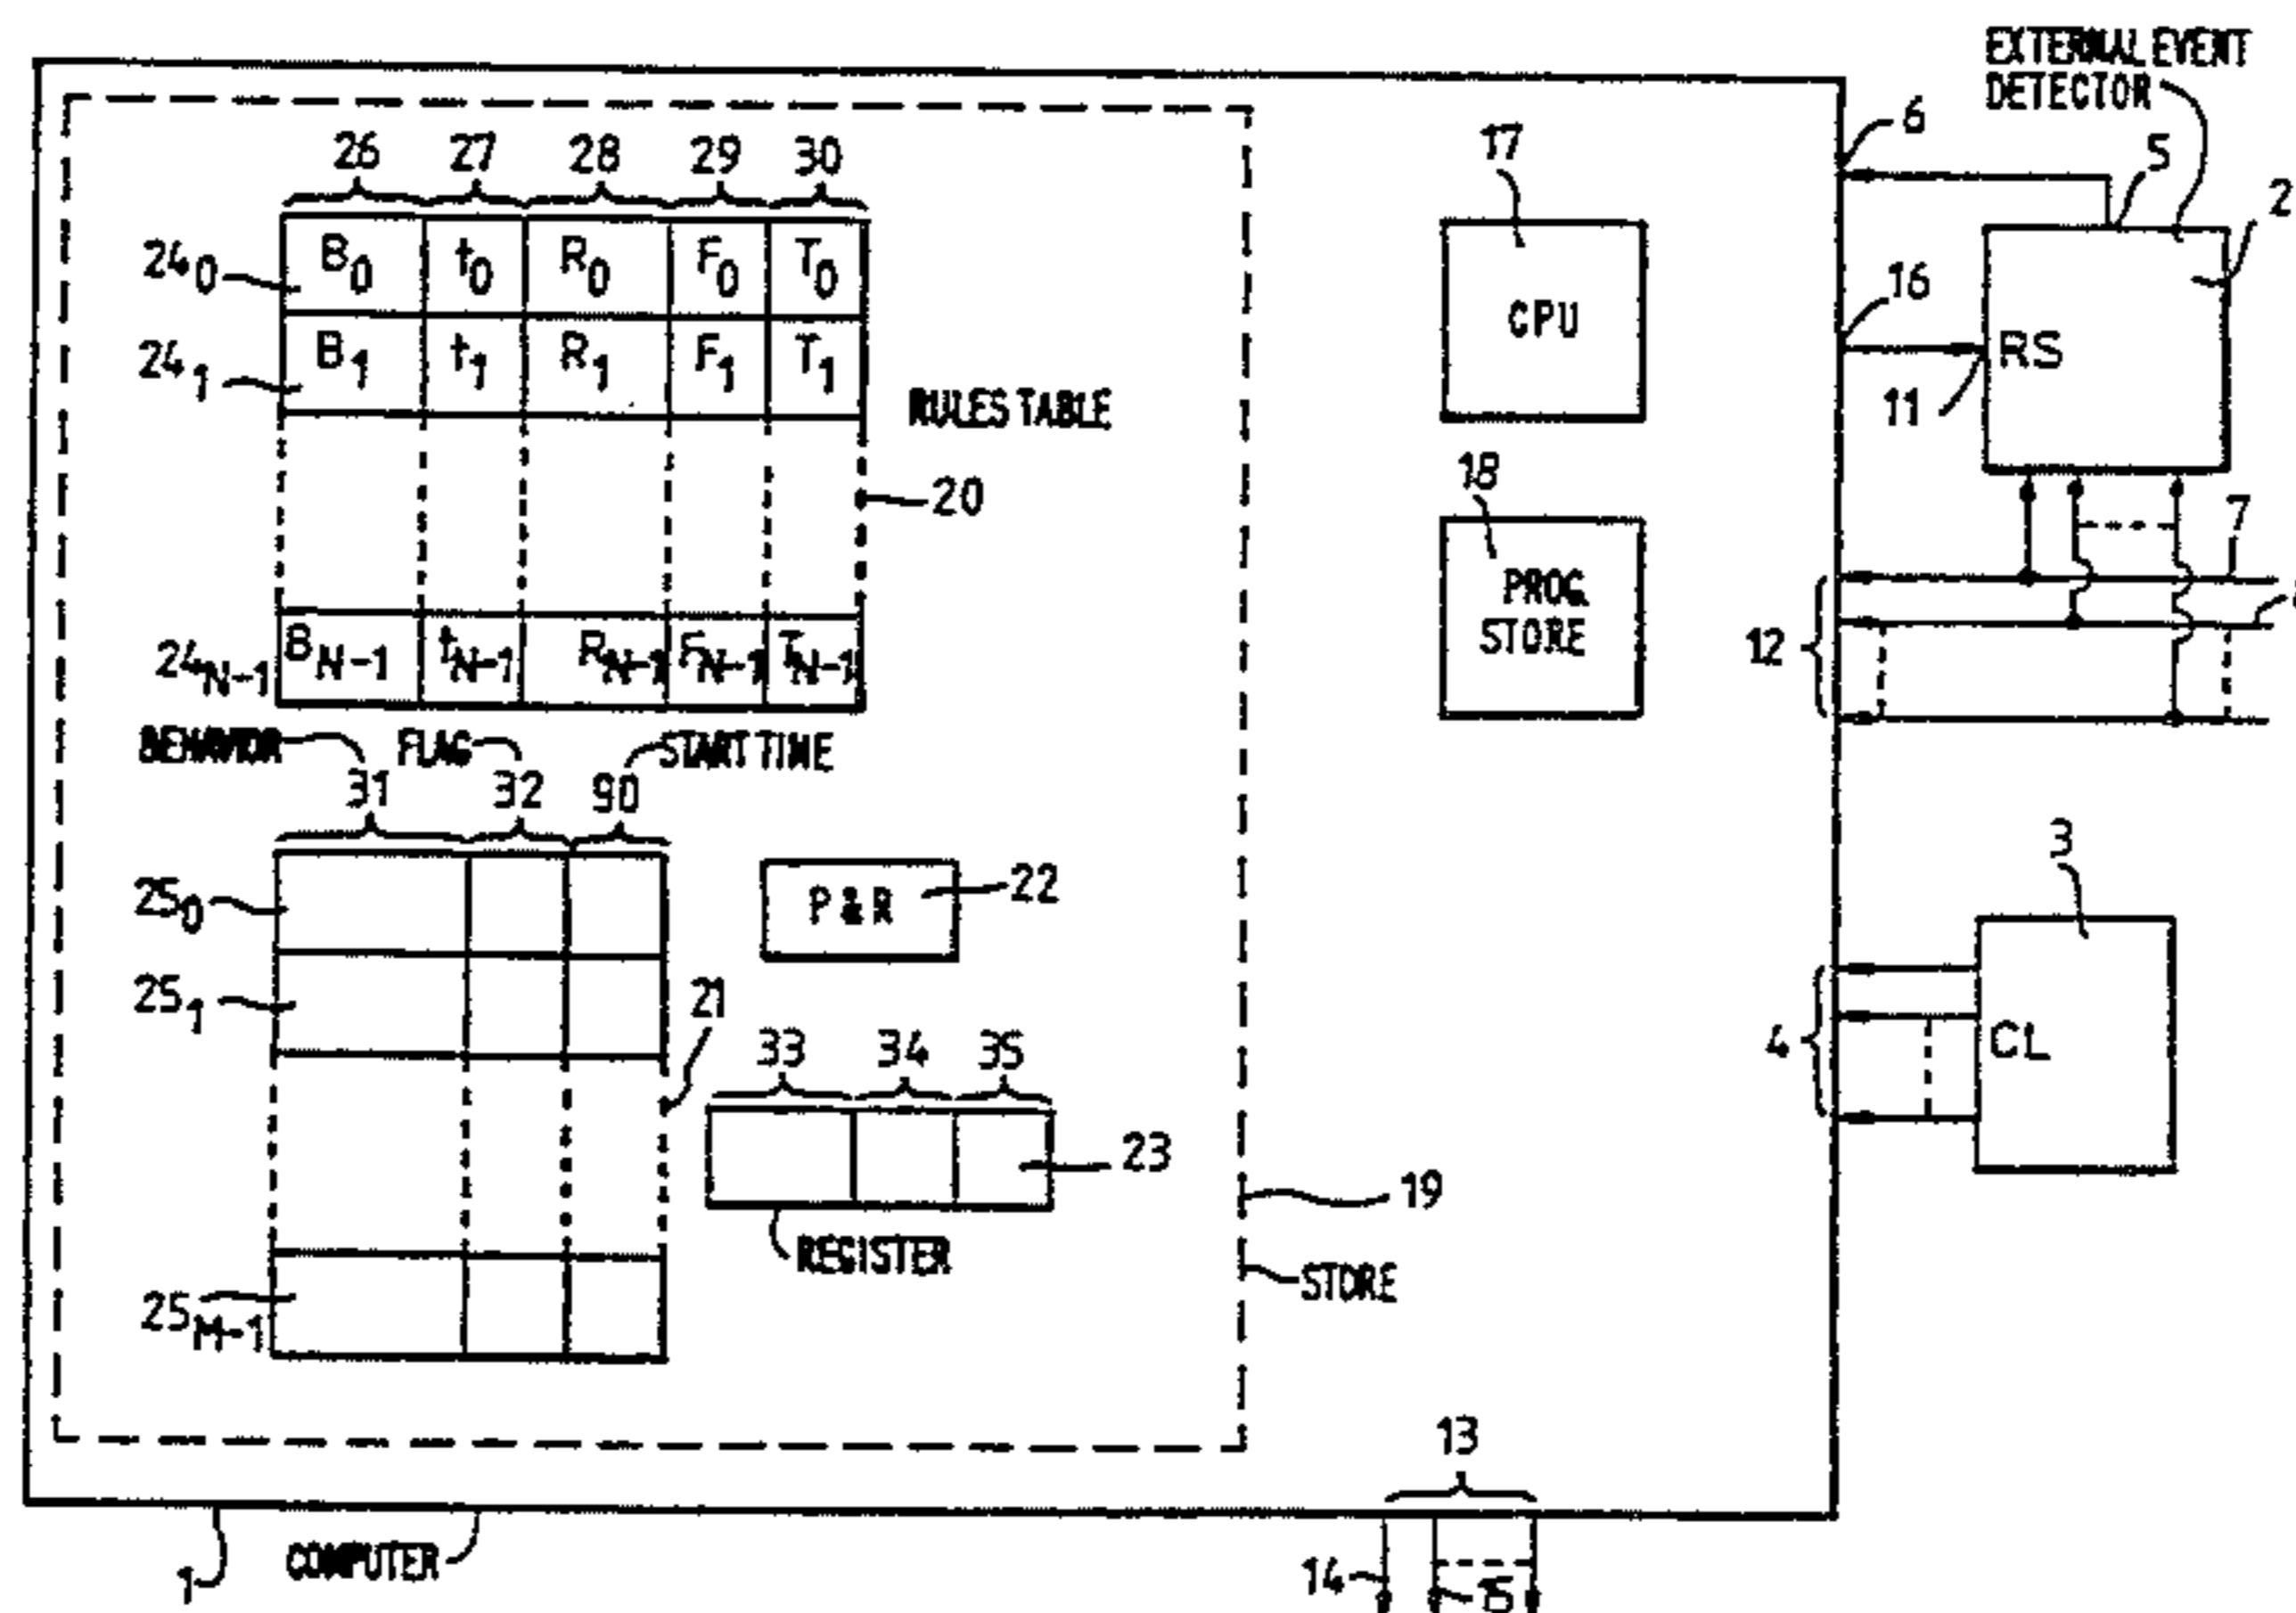 EXTERNAL EVENT
DETECTOR
6
5
2
26 27 28 29 30
17
24₀ B₀ t₀ R₀ F₀ T₀
CPU
16
RS
24₁ B₁ t₁ R₁ F₁ T₁
11
RULES TABLE
20
18
PROG.
STORE
7
12
24N-1 BN-1 tN-1 RN-1 FN-1 TN-1
BEHAVIOR FLAG START TIME
31 32 90
25₀
P & R 22
3
25₁
21
4
CL
33 34 35
23
19
REGISTER
STORE
25M-1
13
1
COMPUTER
14
15